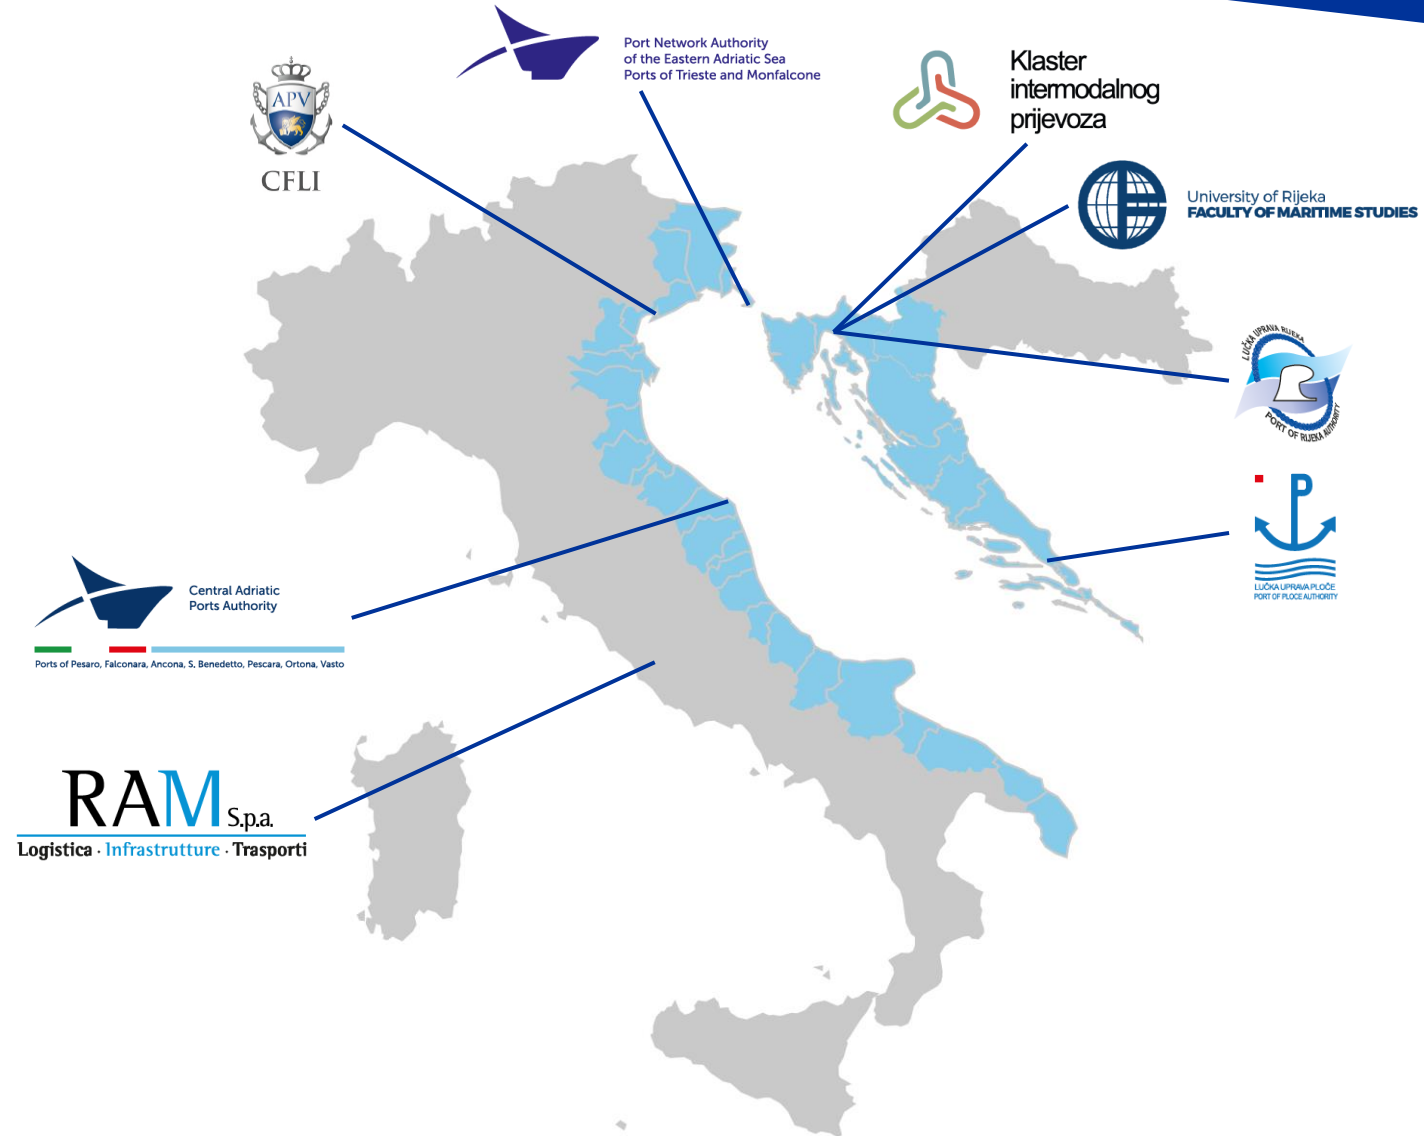 Port Network Authority
of the Eastern Adriatic Sea
Ports of Trieste and Monfalcone
APV
CFLI
Klaster
intermodalnog
prijevoza
University of Rijeka
FACULTY OF MARITIME STUDIES
LUČKA UPRAVA RIJEKA
PORT OF RIJEKA AUTHORITY
P
LUČKA UPRAVA PLOČE
PORT OF PLOCE AUTHORITY
Central Adriatic
Ports Authority
Ports of Pesaro, Falconara, Ancona, S. Benedetto, Pescara, Ortona, Vasto
RAM S.p.a.
Logistica · Infrastrutture · Trasporti